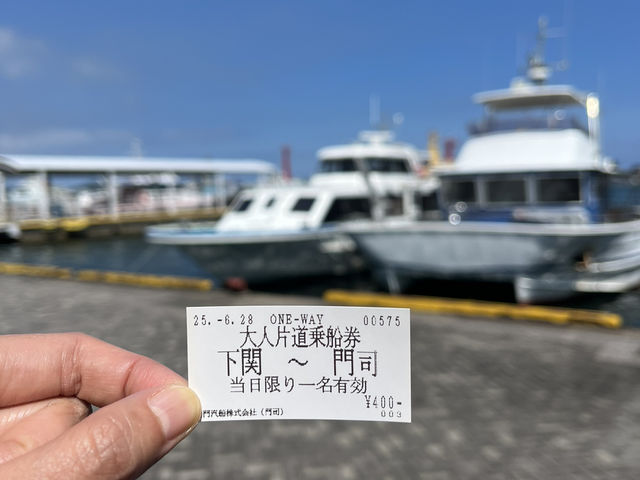 25.-6.28 ONE-WAY 00575
大人片道乗船券
下関 ～ 門司
当日限り一名有効
¥400-
門汽船株式会社(門司) 003